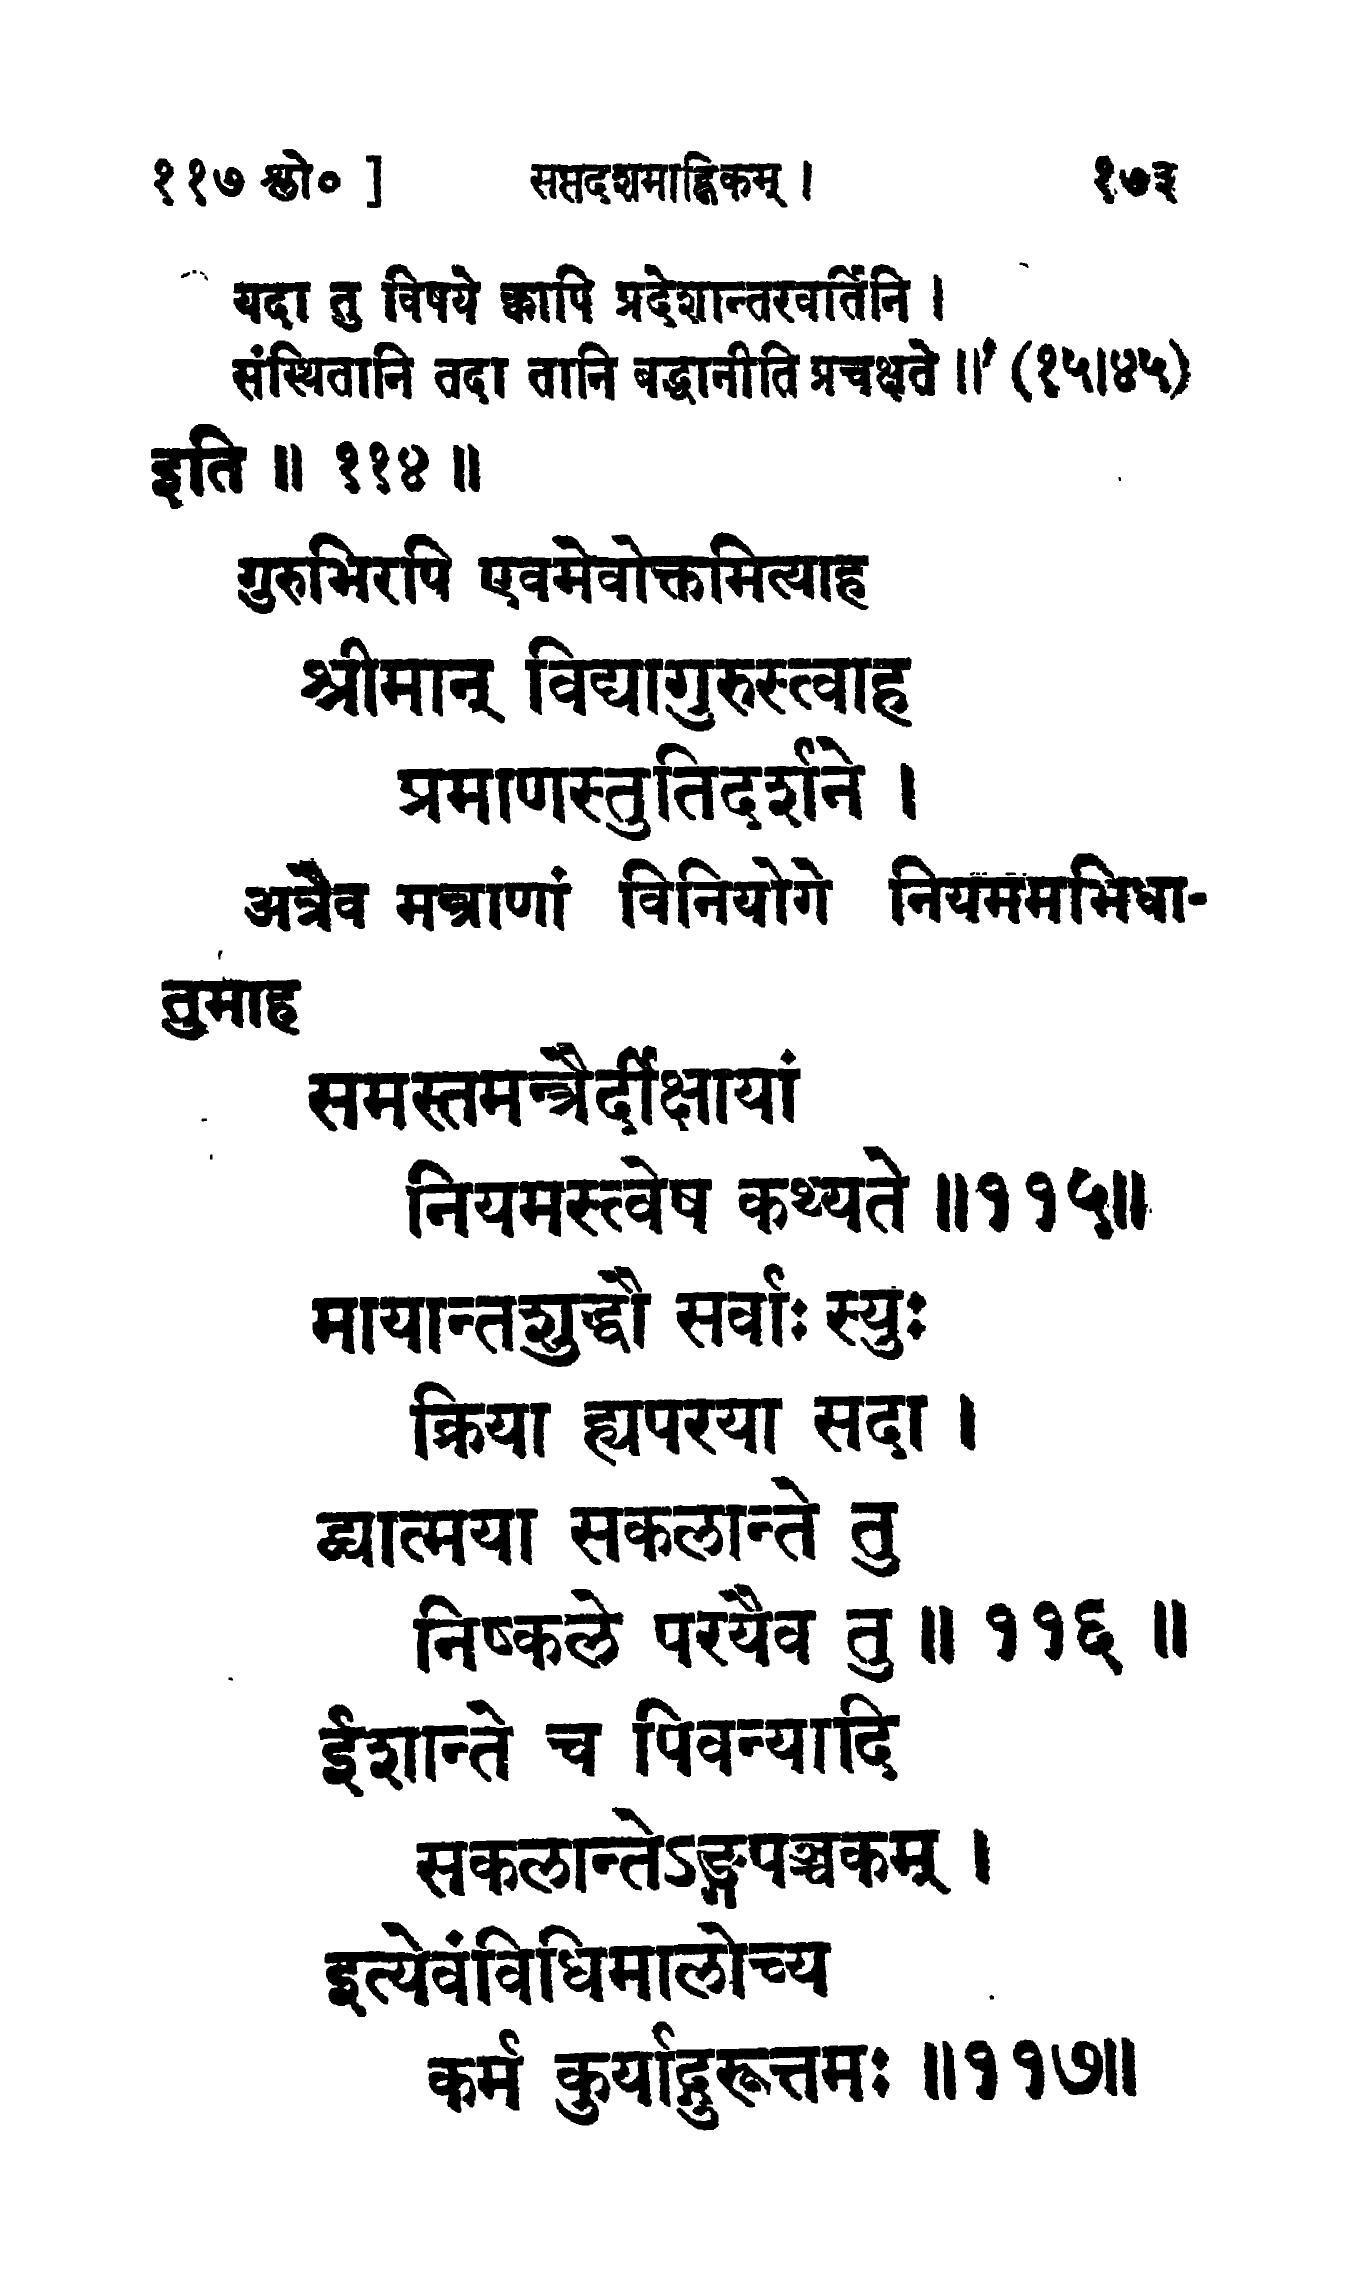 ११७ श्लो० ] सप्तदशमाह्निकम् । १७३
यदा तु विषये क्वापि प्रदेशान्तरवर्तिनि ।
संस्थितानि तदा तानि बद्धानीति प्रचक्षते ॥’ (१५।४५)
इति ॥ ११४ ॥
गुरुभिरपि एवमेवोक्तमित्याह
श्रीमान् विद्यागुरुस्त्वाह
प्रमाणस्तुतिदर्शने ।
अत्रैव मन्त्राणां विनियोगे नियममभिधा-
तुमाह
समस्तमन्त्रैर्दीक्षायां
नियमस्त्वेष कथ्यते ॥११५॥
मायान्तशुद्धौ सर्वाः स्युः
क्रिया ह्यपरया सदा ।
द्व्यात्मया सकलान्ते तु
निष्कले परयैव तु ॥ ११६ ॥
ईशान्ते च पिवन्यादि
सकलान्तेऽङ्गपञ्चकम् ।
इत्येवंविधिमालोच्य
कर्म कुर्याद्गुरूत्तमः ॥११७॥